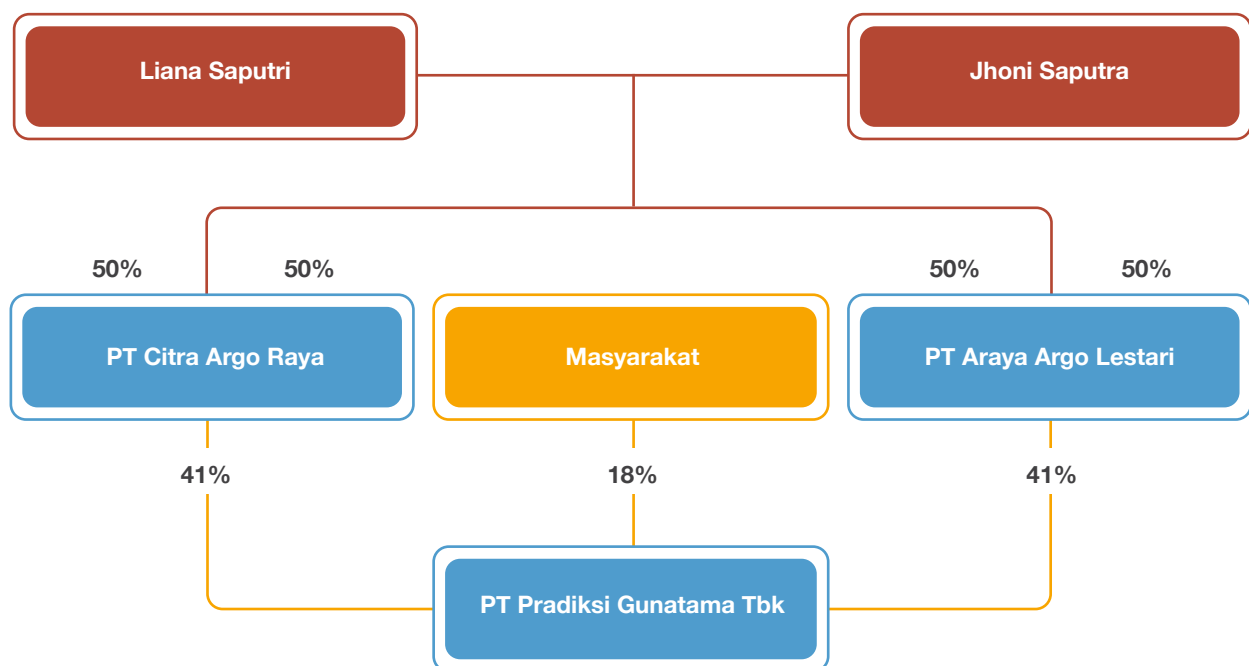 Liana Saputri
Jhoni Saputra
50%
50%
50%
50%
PT Citra Argo Raya
Masyarakat
PT Araya Argo Lestari
41%
18%
41%
PT Pradiksi Gunatama Tbk